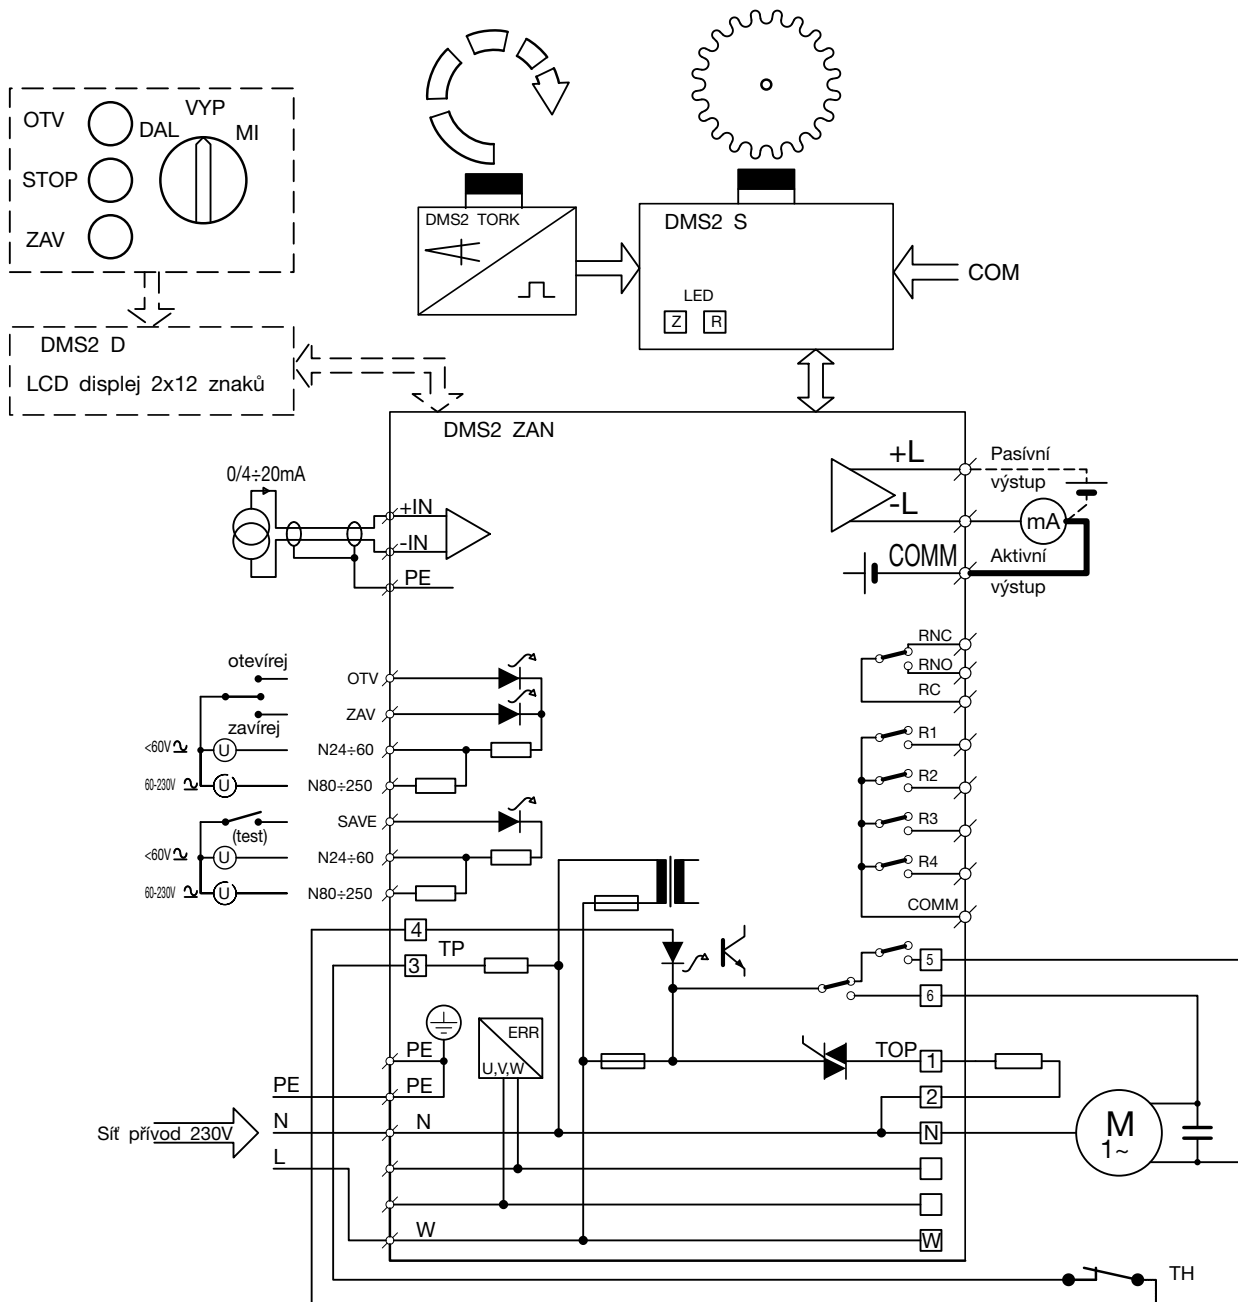 OTV
VYP
DAL
MI
STOP
ZAV
DMS2 TORK
DMS2 S
LED
Z R
COM
DMS2 D
LCD displej 2x12 znaků
DMS2 ZAN
0/4÷20mA
+IN
-IN
PE
+L
Pasívní
výstup
-L
mA
COMM
Aktivní
výstup
otevírej
OTV
zavírej
ZAV
<60V U N24÷60
60-230V U N80÷250
(test)
SAVE
<60V U N24÷60
60-230V U N80÷250
RNC
RNO
RC
R1
R2
R3
R4
COMM
4
TP
3
5
6
ERR
U,V,W
TOP 1
2
PE
PE PE
Síť přívod 230V
N N N
L
M
1~
W W
TH